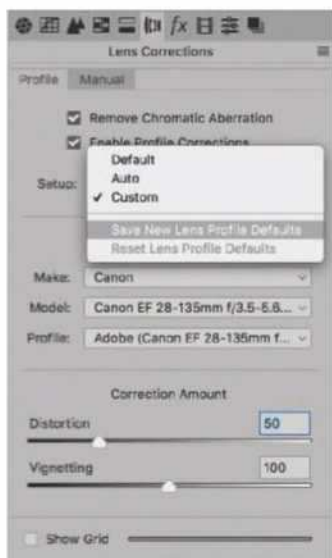 fx
Lens Corrections
Profile Manual
Remove Chromatic Aberration
Enable Profile Corrections
Default
Auto
Setup:
✓ Custom
Save New Lens Profile Defaults
Reset Lens Profile Defaults
Make: Canon
Model: Canon EF 28-135mm f/3.5-5.6...
Profile: Adobe (Canon EF 28-135mm f...
Correction Amount
Distortion 50
Vignetting 100
Show Grid